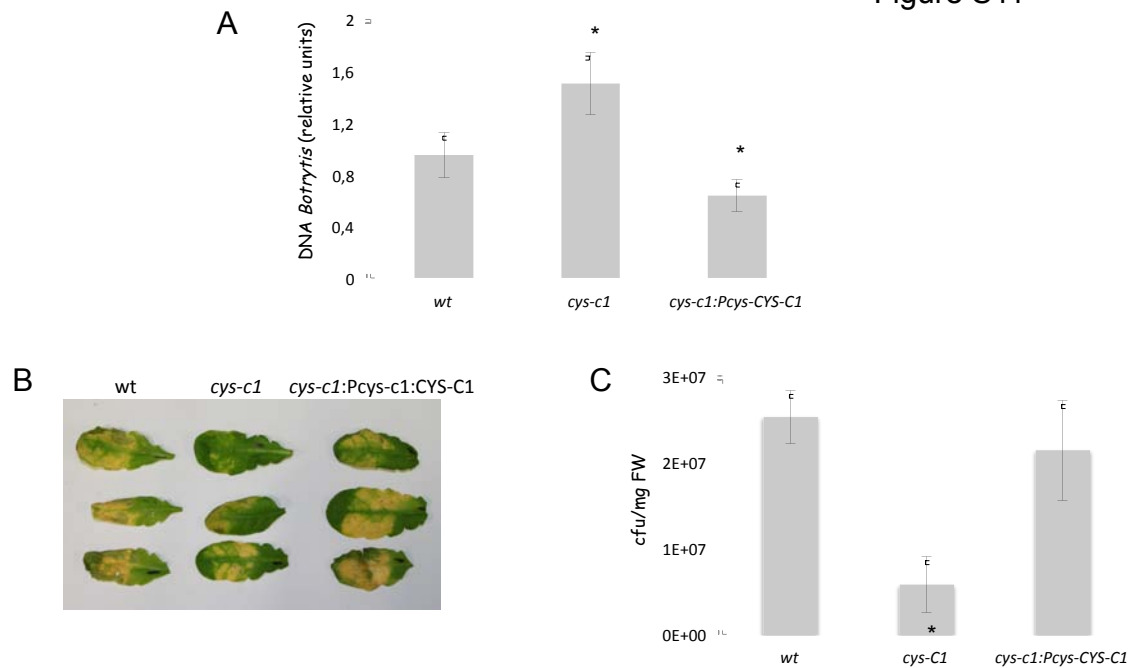 A
2
1,6
1,2
0,8
0,4
0
DNA Botrytis (relative units)
*
*
wt cys-c1 cys-c1:Pcys-CYS-C1
B
wt cys-c1 cys-c1:Pcys-c1:CYS-C1
C
3E+07
2E+07
1E+07
0E+00
cfu/mg FW
*
wt cys-C1 cys-c1:Pcys-CYS-C1